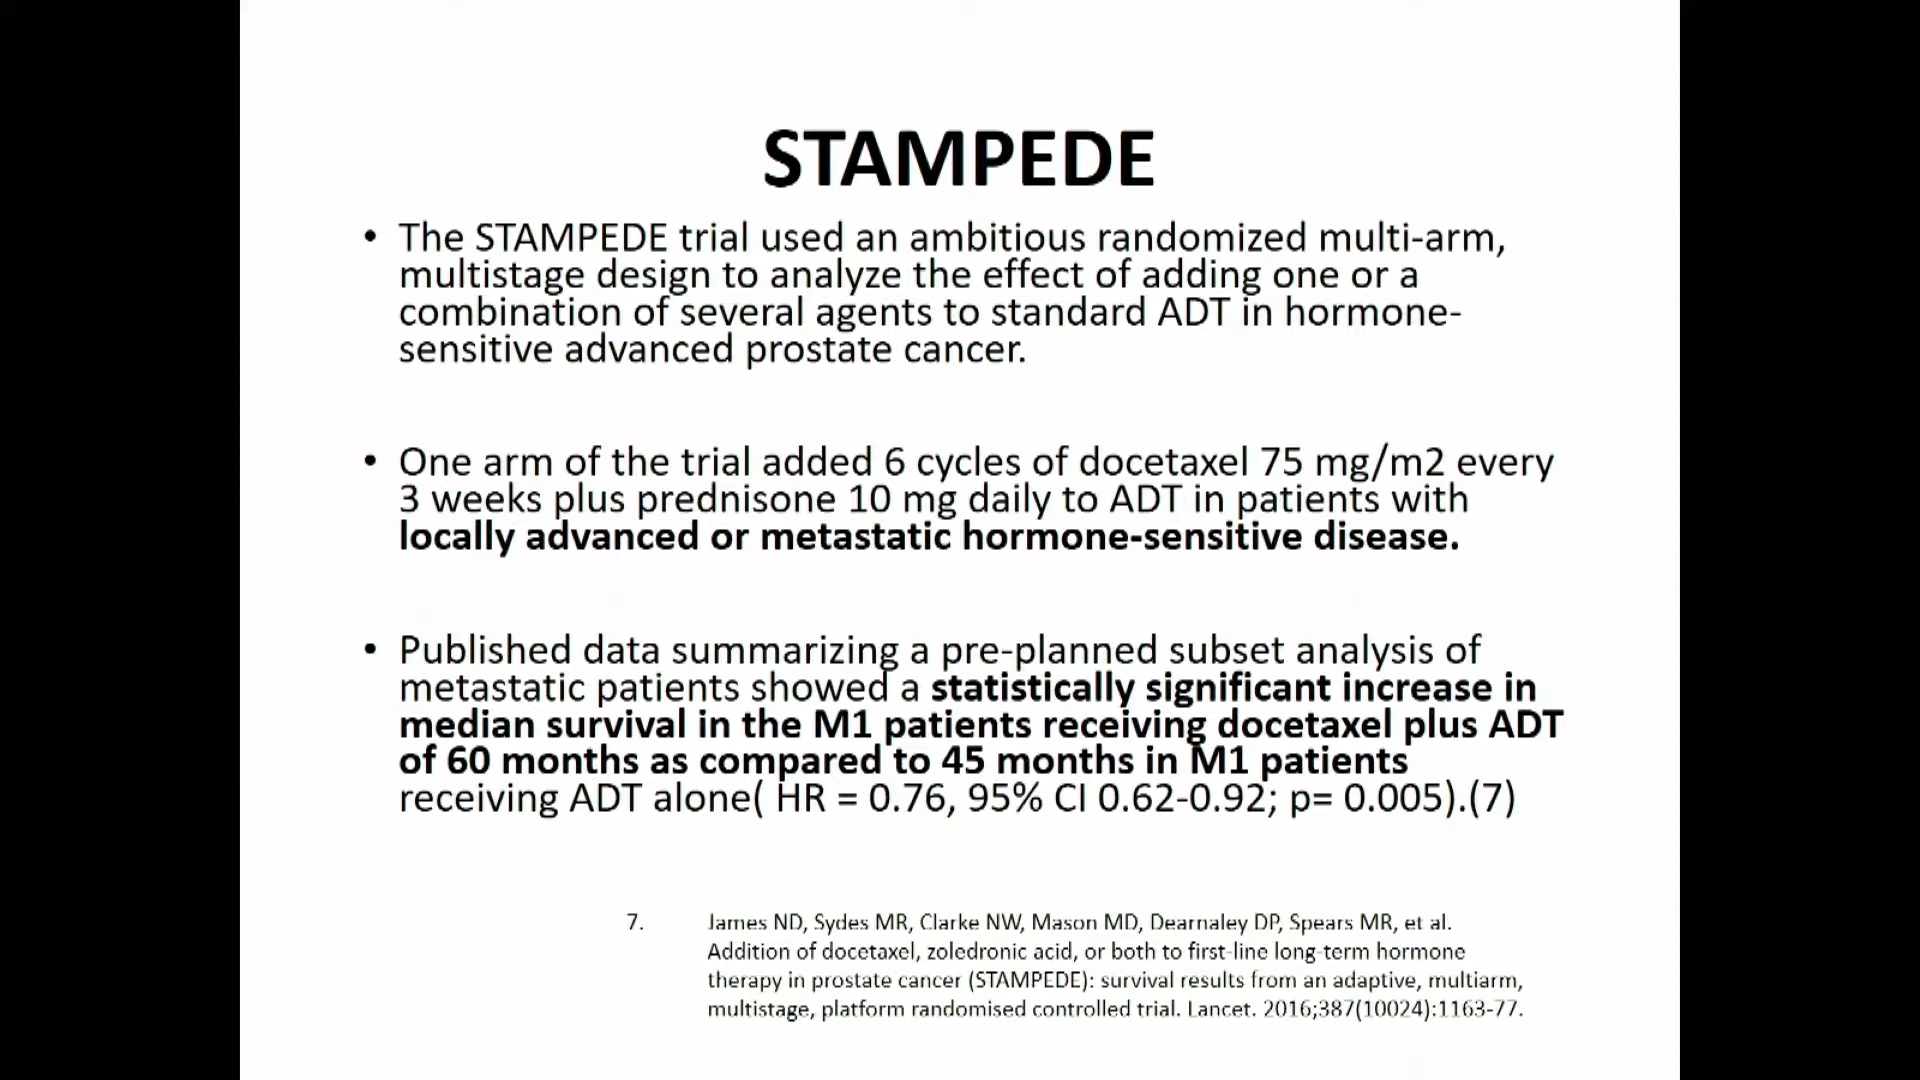 STAMPEDE
• The STAMPEDE trial used an ambitious randomized multi-arm,
multistage design to analyze the effect of adding one or a
combination of several agents to standard ADT in hormone-
sensitive advanced prostate cancer.
• One arm of the trial added 6 cycles of docetaxel 75 mg/m2 every
3 weeks plus prednisone 10 mg daily to ADT in patients with
locally advanced or metastatic hormone-sensitive disease.
• Published data summarizing a pre-planned subset analysis of
metastatic patients showed a statistically significant increase in
median survival in the M1 patients receiving docetaxel plus ADT
of 60 months as compared to 45 months in M1 patients
receiving ADT alone( HR = 0.76, 95% CI 0.62-0.92; p= 0.005).(7)
7. James ND, Sydes MR, Clarke NW, Mason MD, Dearnaley DP, Spears MR, et al.
Addition of docetaxel, zoledronic acid, or both to first-line long-term hormone
therapy in prostate cancer (STAMPEDE): survival results from an adaptive, multiarm,
multistage, platform randomised controlled trial. Lancet. 2016;387(10024):1163-77.